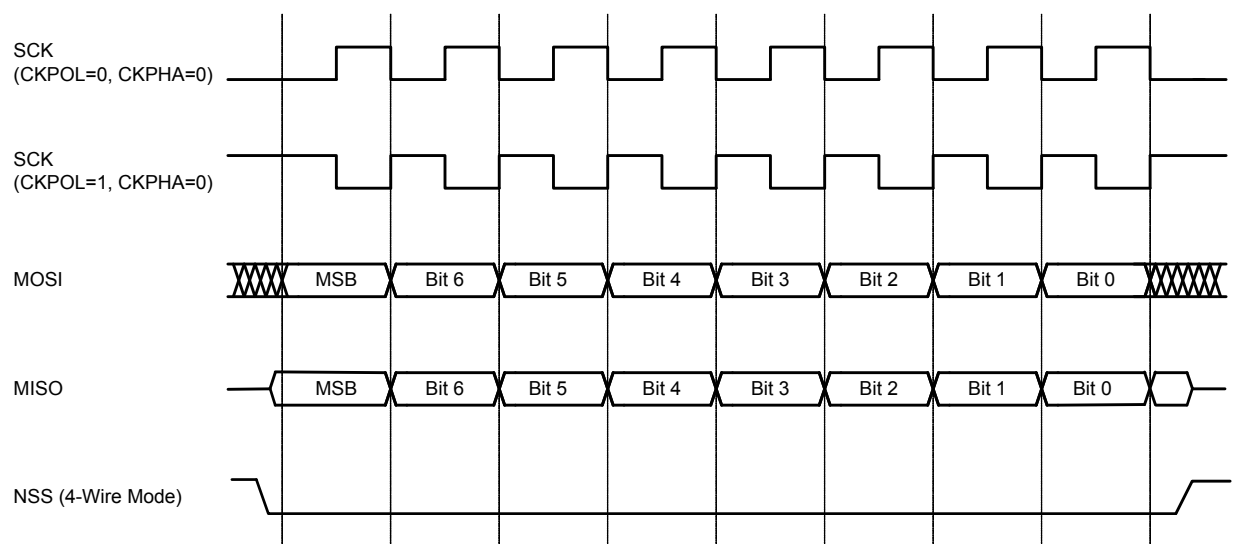 SCK
(CKPOL=0, CKPHA=0)
SCK
(CKPOL=1, CKPHA=0)
MOSI
MSB Bit 6 Bit 5 Bit 4 Bit 3 Bit 2 Bit 1 Bit 0
MISO
MSB Bit 6 Bit 5 Bit 4 Bit 3 Bit 2 Bit 1 Bit 0
NSS (4-Wire Mode)